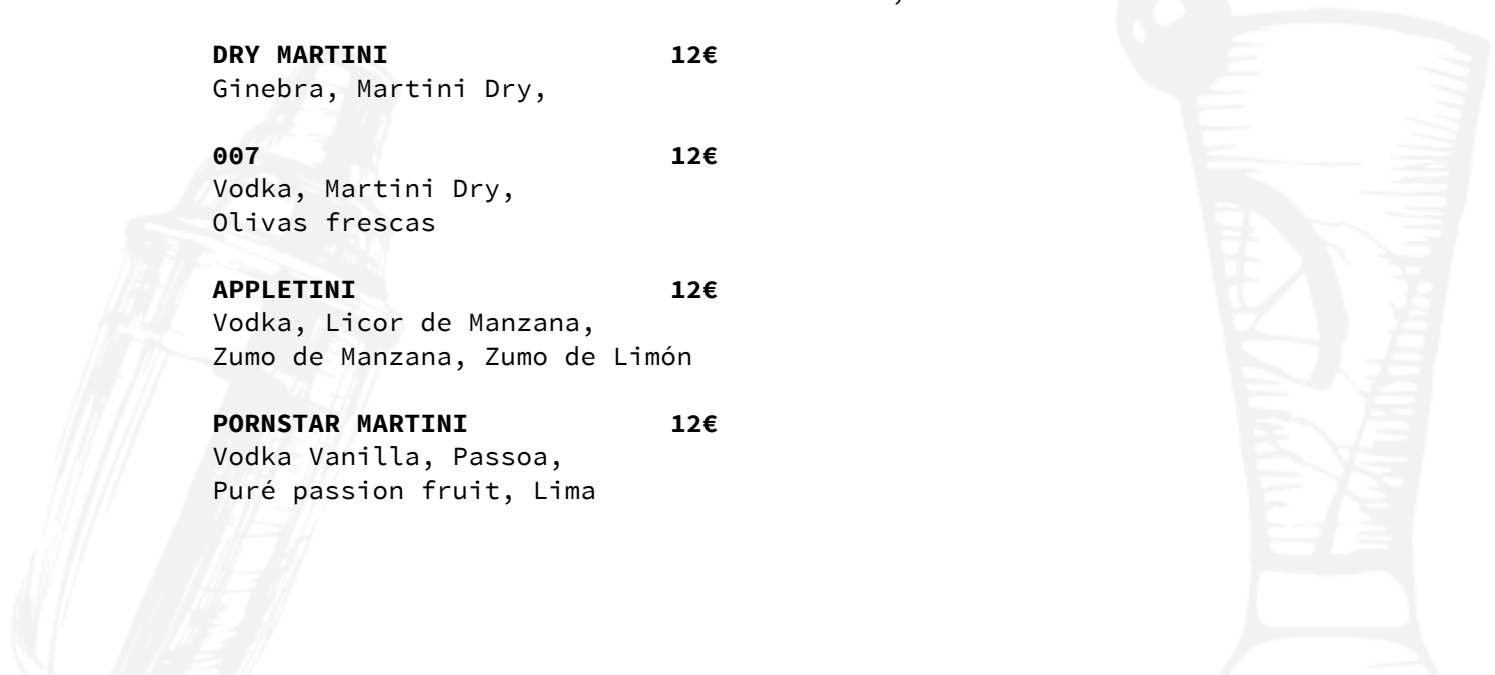 DRY MARTINI 12€
Ginebra, Martini Dry,
007 12€
Vodka, Martini Dry,
Olivas frescas
APPLETINI 12€
Vodka, Licor de Manzana,
Zumo de Manzana, Zumo de Limón
PORNSTAR MARTINI 12€
Vodka Vanilla, Passoa,
Puré passion fruit, Lima